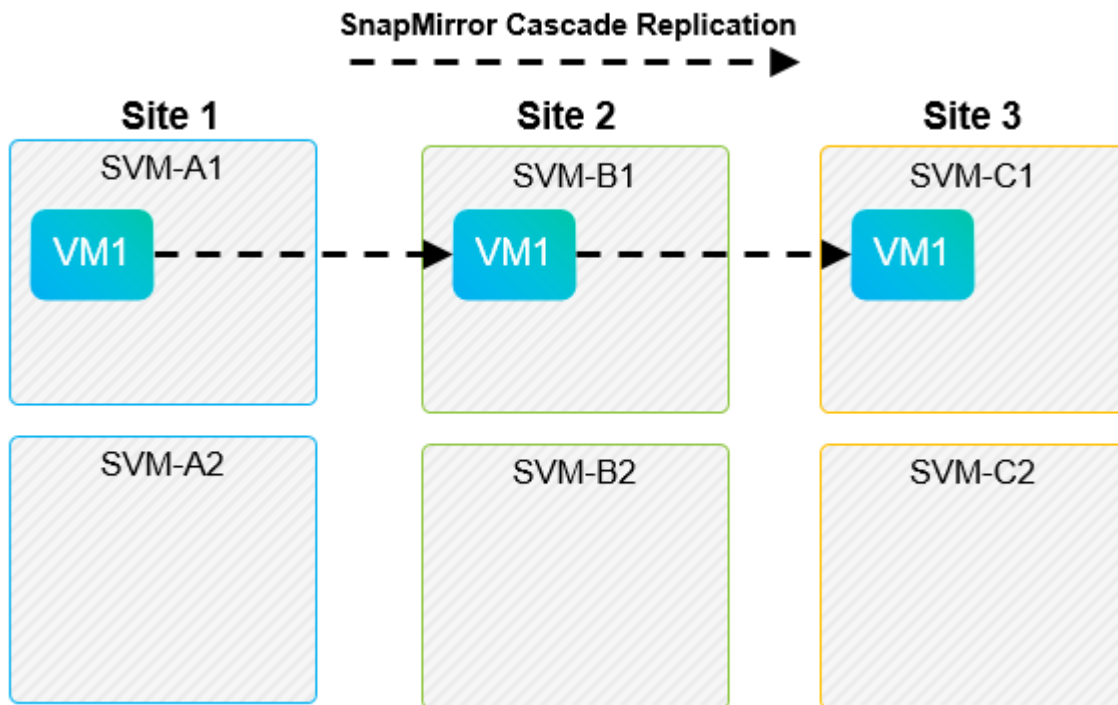 SnapMirror Cascade Replication
Site 1
Site 2
Site 3
SVM-A1
SVM-B1
SVM-C1
VM1
VM1
VM1
SVM-A2
SVM-B2
SVM-C2